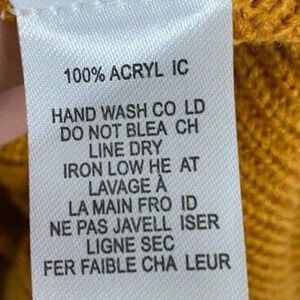 100% ACRYL IC
HAND WASH CO LD
DO NOT BLEA CH
LINE DRY
IRON LOW HE AT
LAVAGE À
LA MAIN FRO ID
NE PAS JAVELL ISER
LIGNE SEC
FER FAIBLE CHA LEUR